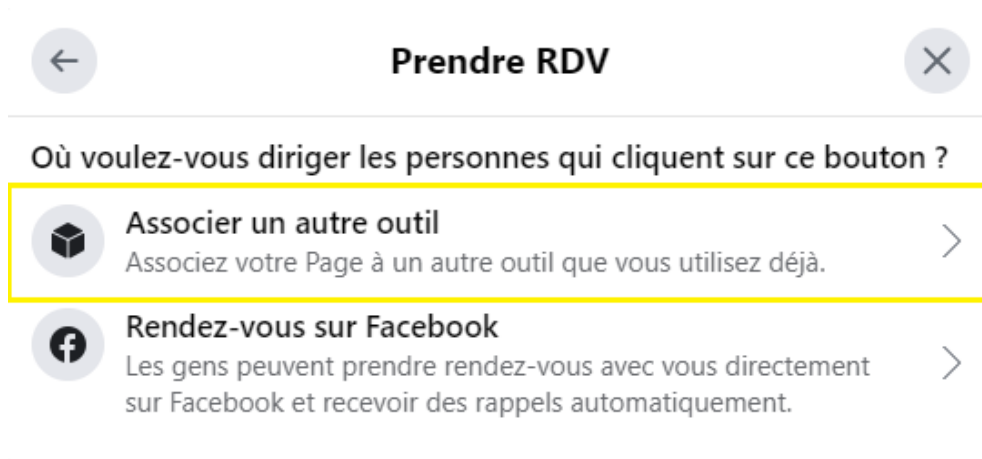 Prendre RDV
Où voulez-vous diriger les personnes qui cliquent sur ce bouton ?
Associer un autre outil
Associez votre Page à un autre outil que vous utilisez déjà.
Rendez-vous sur Facebook
Les gens peuvent prendre rendez-vous avec vous directement
sur Facebook et recevoir des rappels automatiquement.